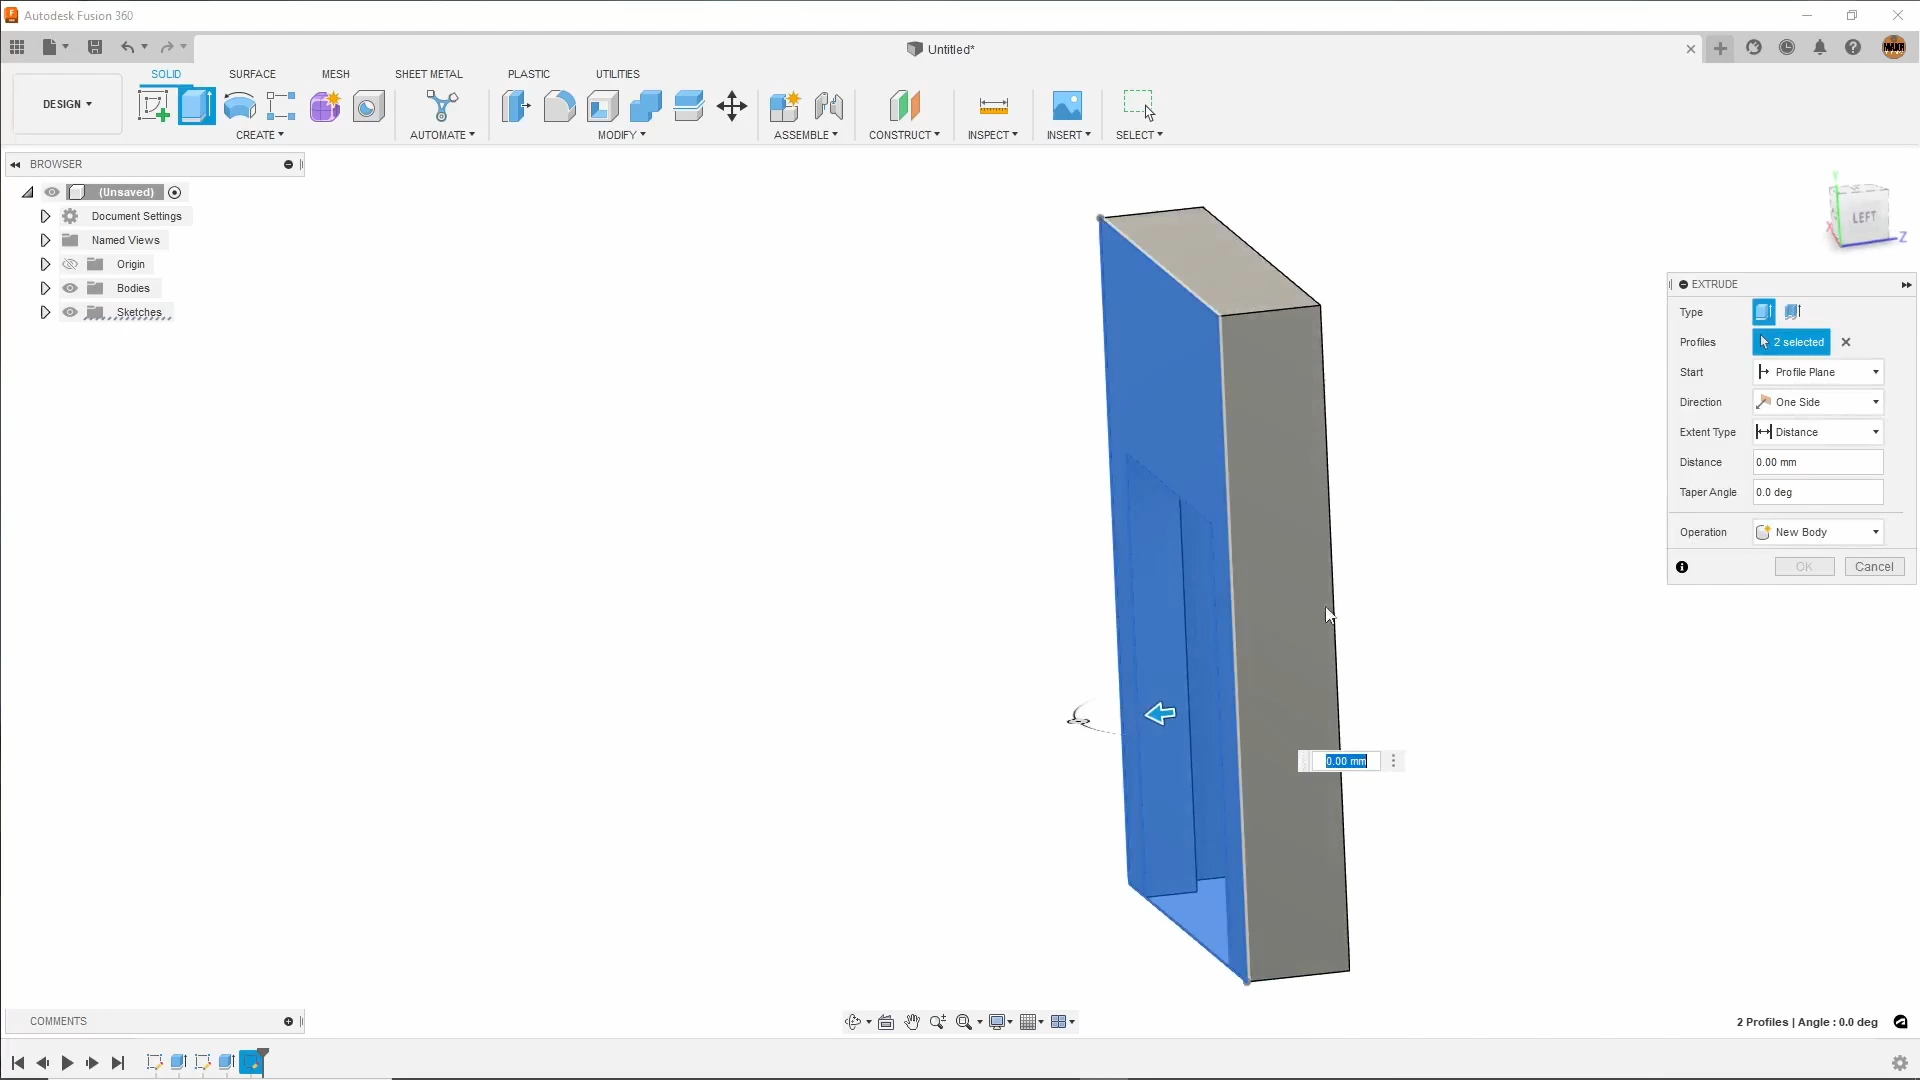 Autodesk Fusion 360
Untitled*
SOLID
SURFACE
MESH
SHEET METAL
PLASTIC
UTILITIES
DESIGN
CREATE
AUTOMATE
MODIFY
ASSEMBLE
CONSTRUCT
INSPECT
INSERT
SELECT
BROWSER
(Unsaved)
Document Settings
Named Views
Origin
Bodies
Sketches
LEFT
Z
X
EXTRUDE
Type
Profiles 2 selected
Start Profile Plane
Direction One Side
Extent Type Distance
Distance 0.00 mm
Taper Angle 0.0 deg
Operation New Body
OK Cancel
0.00 mm
COMMENTS
2 Profiles | Angle : 0.0 deg